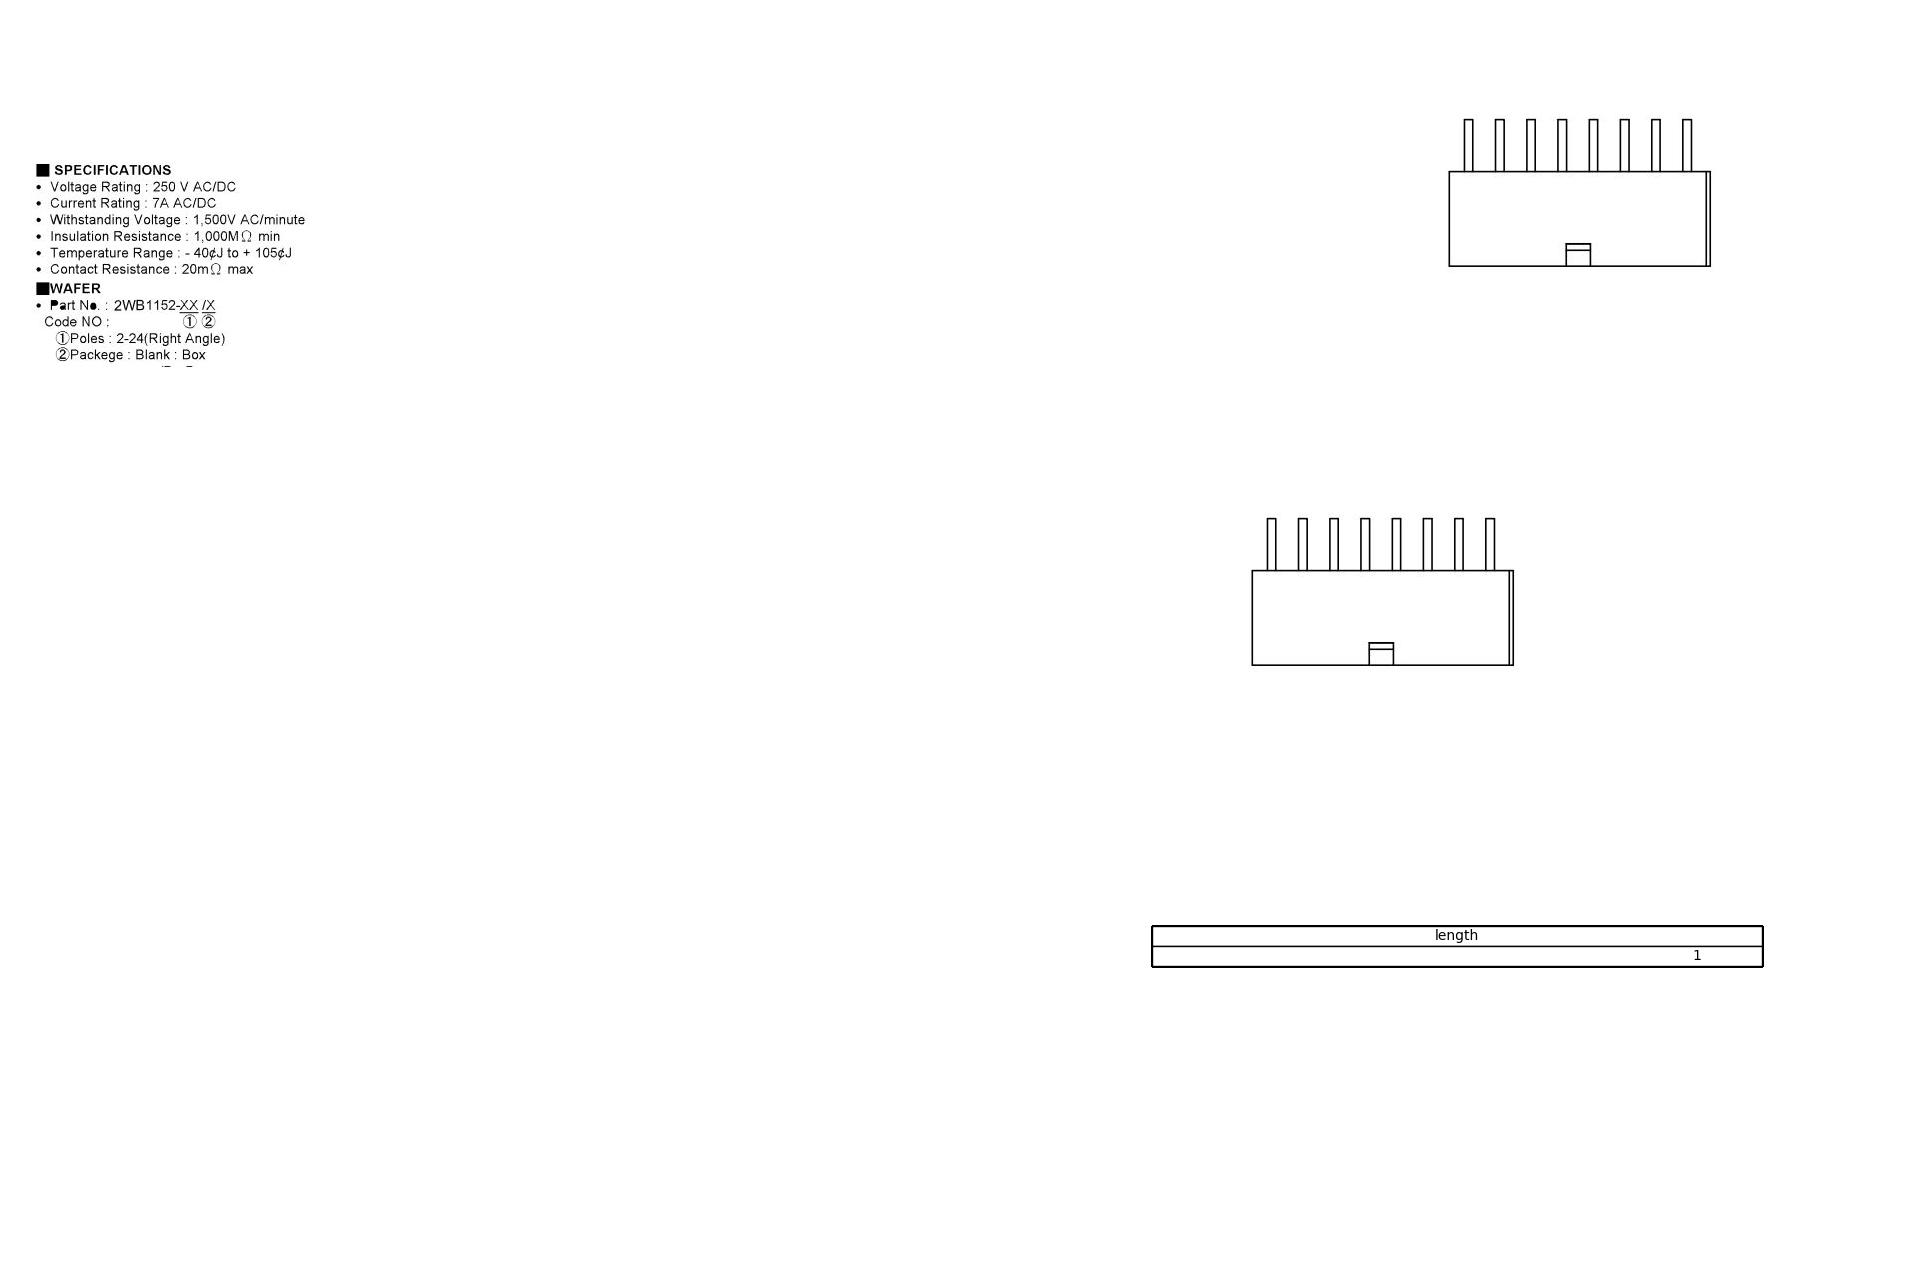 ■ SPECIFICATIONS
• Voltage Rating : 250 V AC/DC
• Current Rating : 7A AC/DC
• Withstanding Voltage : 1,500V AC/minute
• Insulation Resistance : 1,000MΩ min
• Temperature Range : - 40¢J to + 105¢J
• Contact Resistance : 20mΩ max
■WAFER
• Part No. : 2WB1152-XX /X
Code NO : ① ②
①Poles : 2-24(Right Angle)
②Packege : Blank : Box
length
1